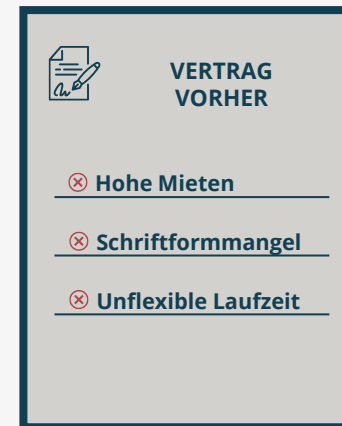 VERTRAG
VORHER
Hohe Mieten
Schriftformmangel
Unflexible Laufzeit